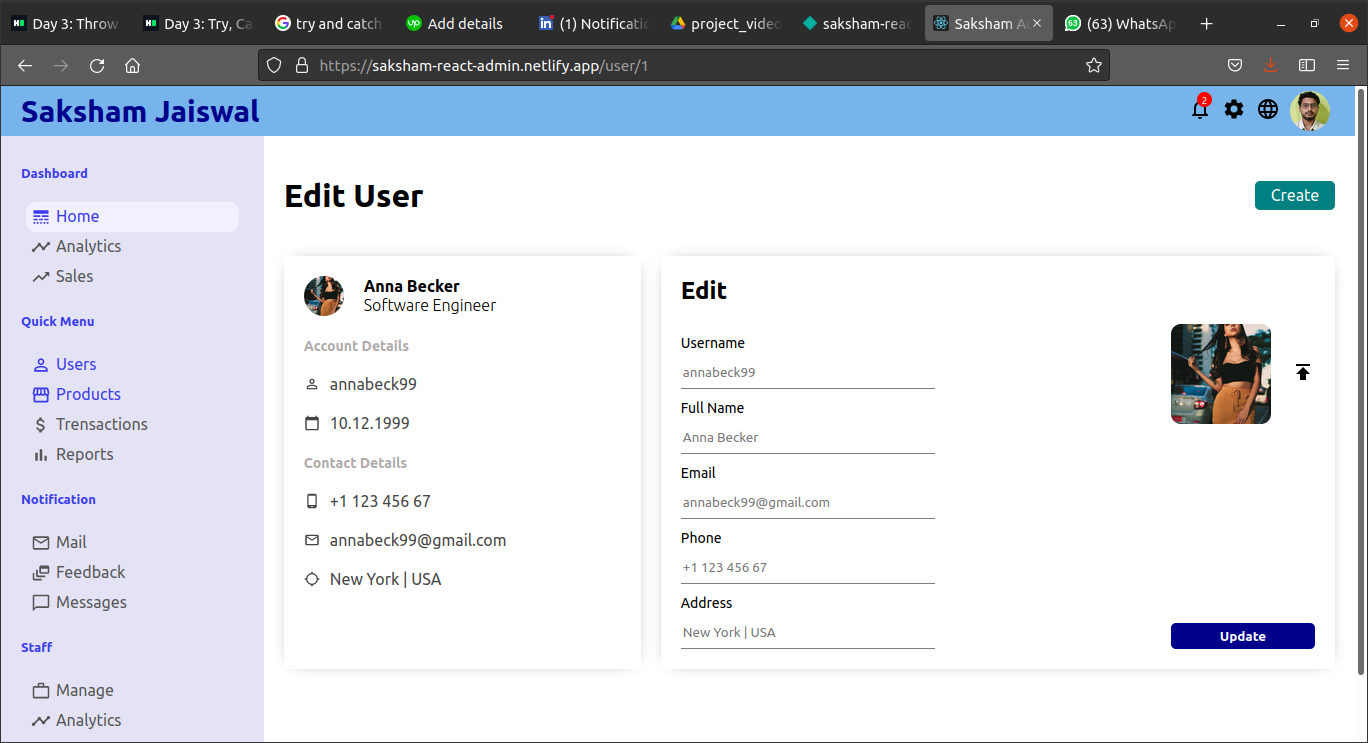 Day 3: Throw
Day 3: Try, Ca
try and catch
Add details
(1) Notificatio
project_video
saksham-reac
Saksham A
(63) WhatsAp
https://saksham-react-admin.netlify.app/user/1
Saksham Jaiswal
2
Dashboard
Home
Analytics
Sales
Quick Menu
Users
Products
Trensactions
Reports
Notification
Mail
Feedback
Messages
Staff
Manage
Analytics
Edit User
Create
Anna Becker
Software Engineer
Account Details
annabeck99
10.12.1999
Contact Details
+1 123 456 67
annabeck99@gmail.com
New York | USA
Edit
Username
annabeck99
Full Name
Anna Becker
Email
annabeck99@gmail.com
Phone
+1 123 456 67
Address
New York | USA
Update